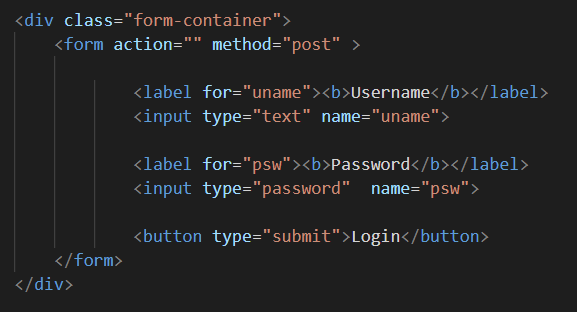 <div class="form-container">
<form action="" method="post" >
<label for="uname"><b>Username</b></label>
<input type="text" name="uname">
<label for="psw"><b>Password</b></label>
<input type="password"  name="psw">
<button type="submit">Login</button>
</form>
</div>